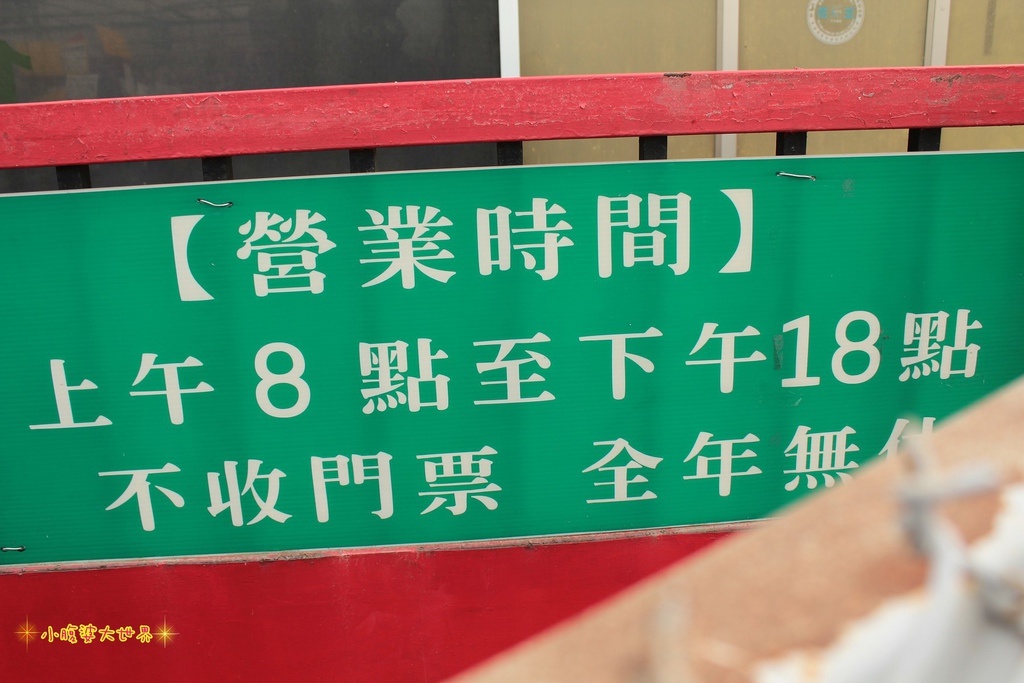 【營業時間】
上午8點至下午18點
不收門票 全年無
小腹婆大世界